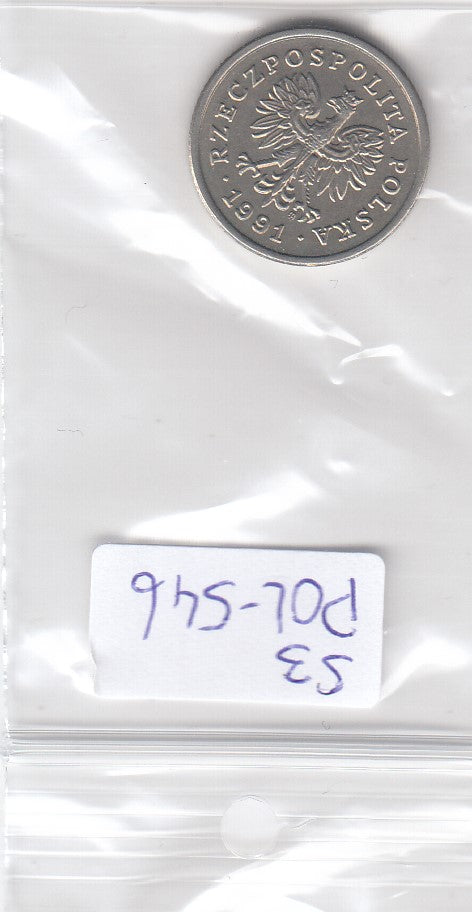 · RZECZPOSPOLITA POLSKA ·
1991
S3
POL-546